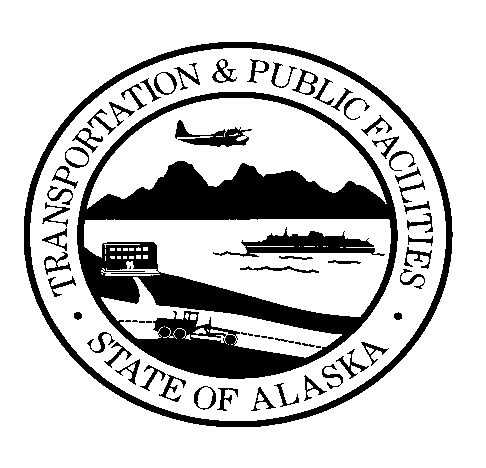 TRANSPORTATION & PUBLIC FACILITIES
STATE OF ALASKA